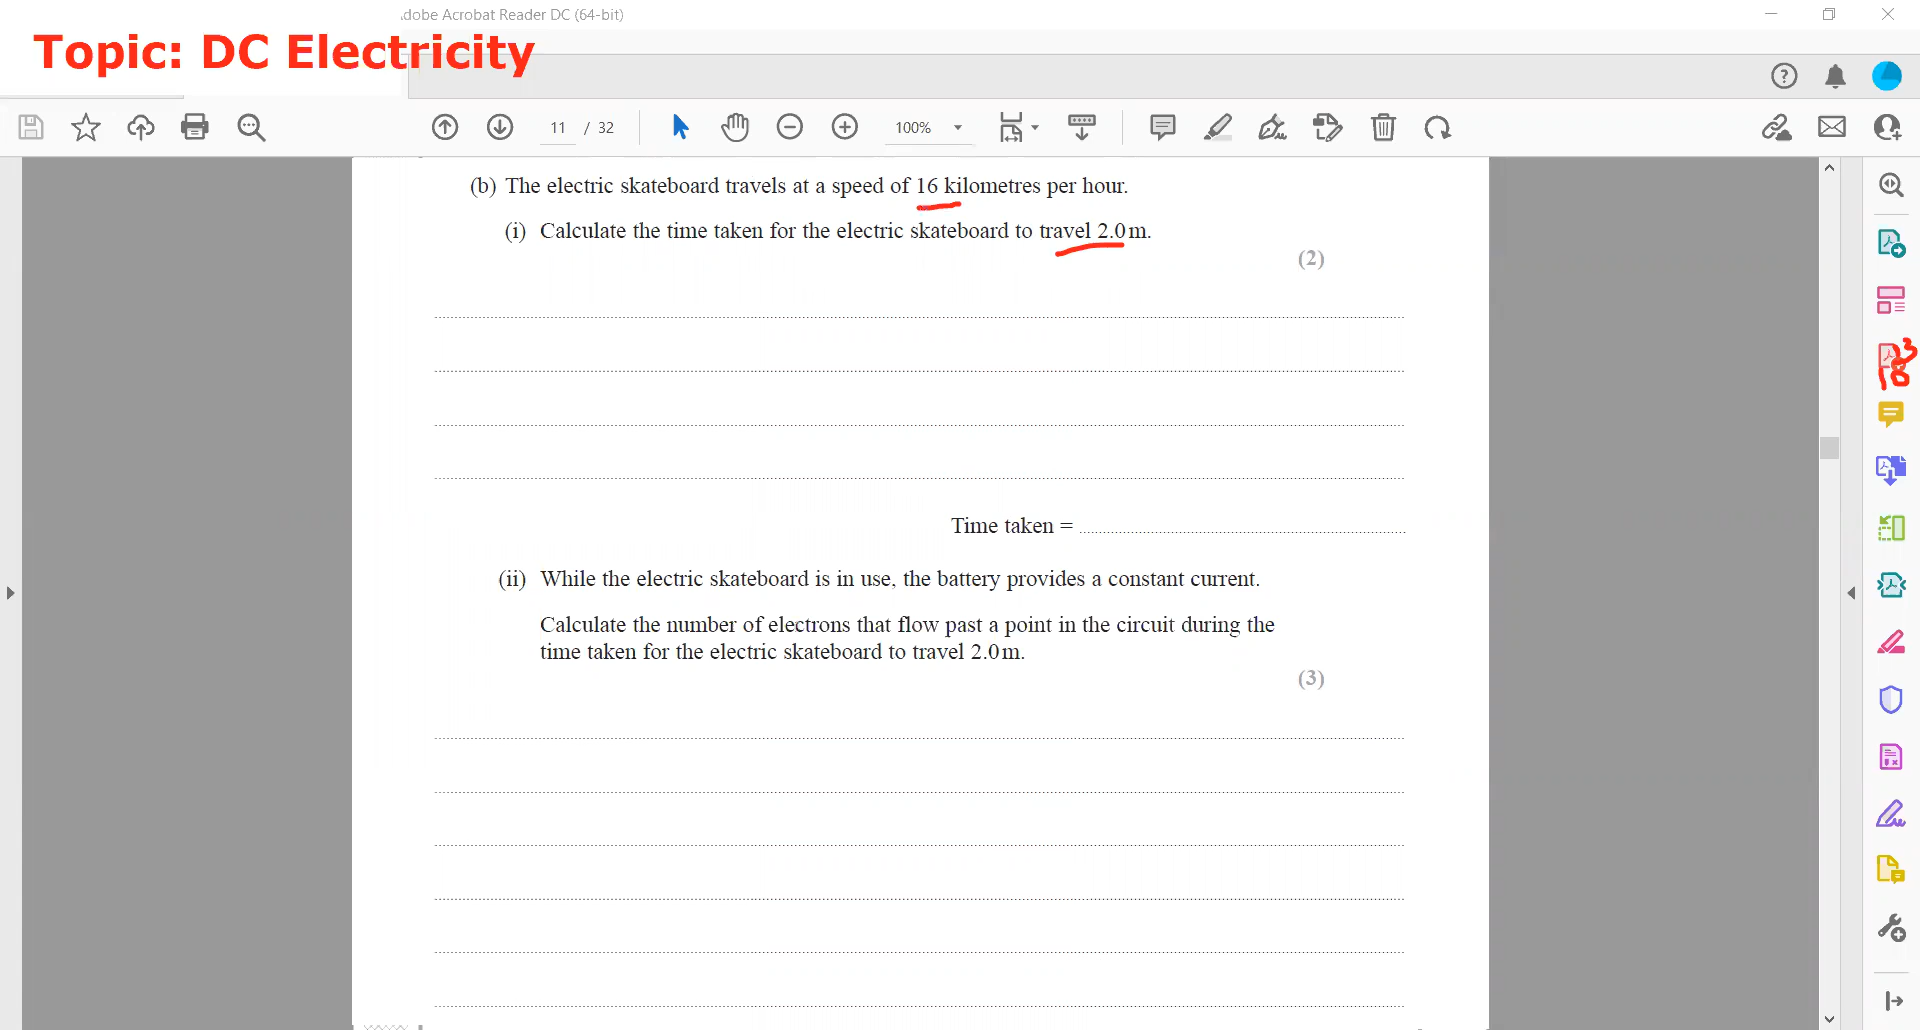 dobe Acrobat Reader DC (64-bit)
Topic: DC Electricity
11 / 32
100%
(b) The electric skateboard travels at a speed of 16 kilometres per hour.
(i) Calculate the time taken for the electric skateboard to travel 2.0 m.
(2)
Time taken =
(ii) While the electric skateboard is in use, the battery provides a constant current.
Calculate the number of electrons that flow past a point in the circuit during the
time taken for the electric skateboard to travel 2.0 m.
(3)